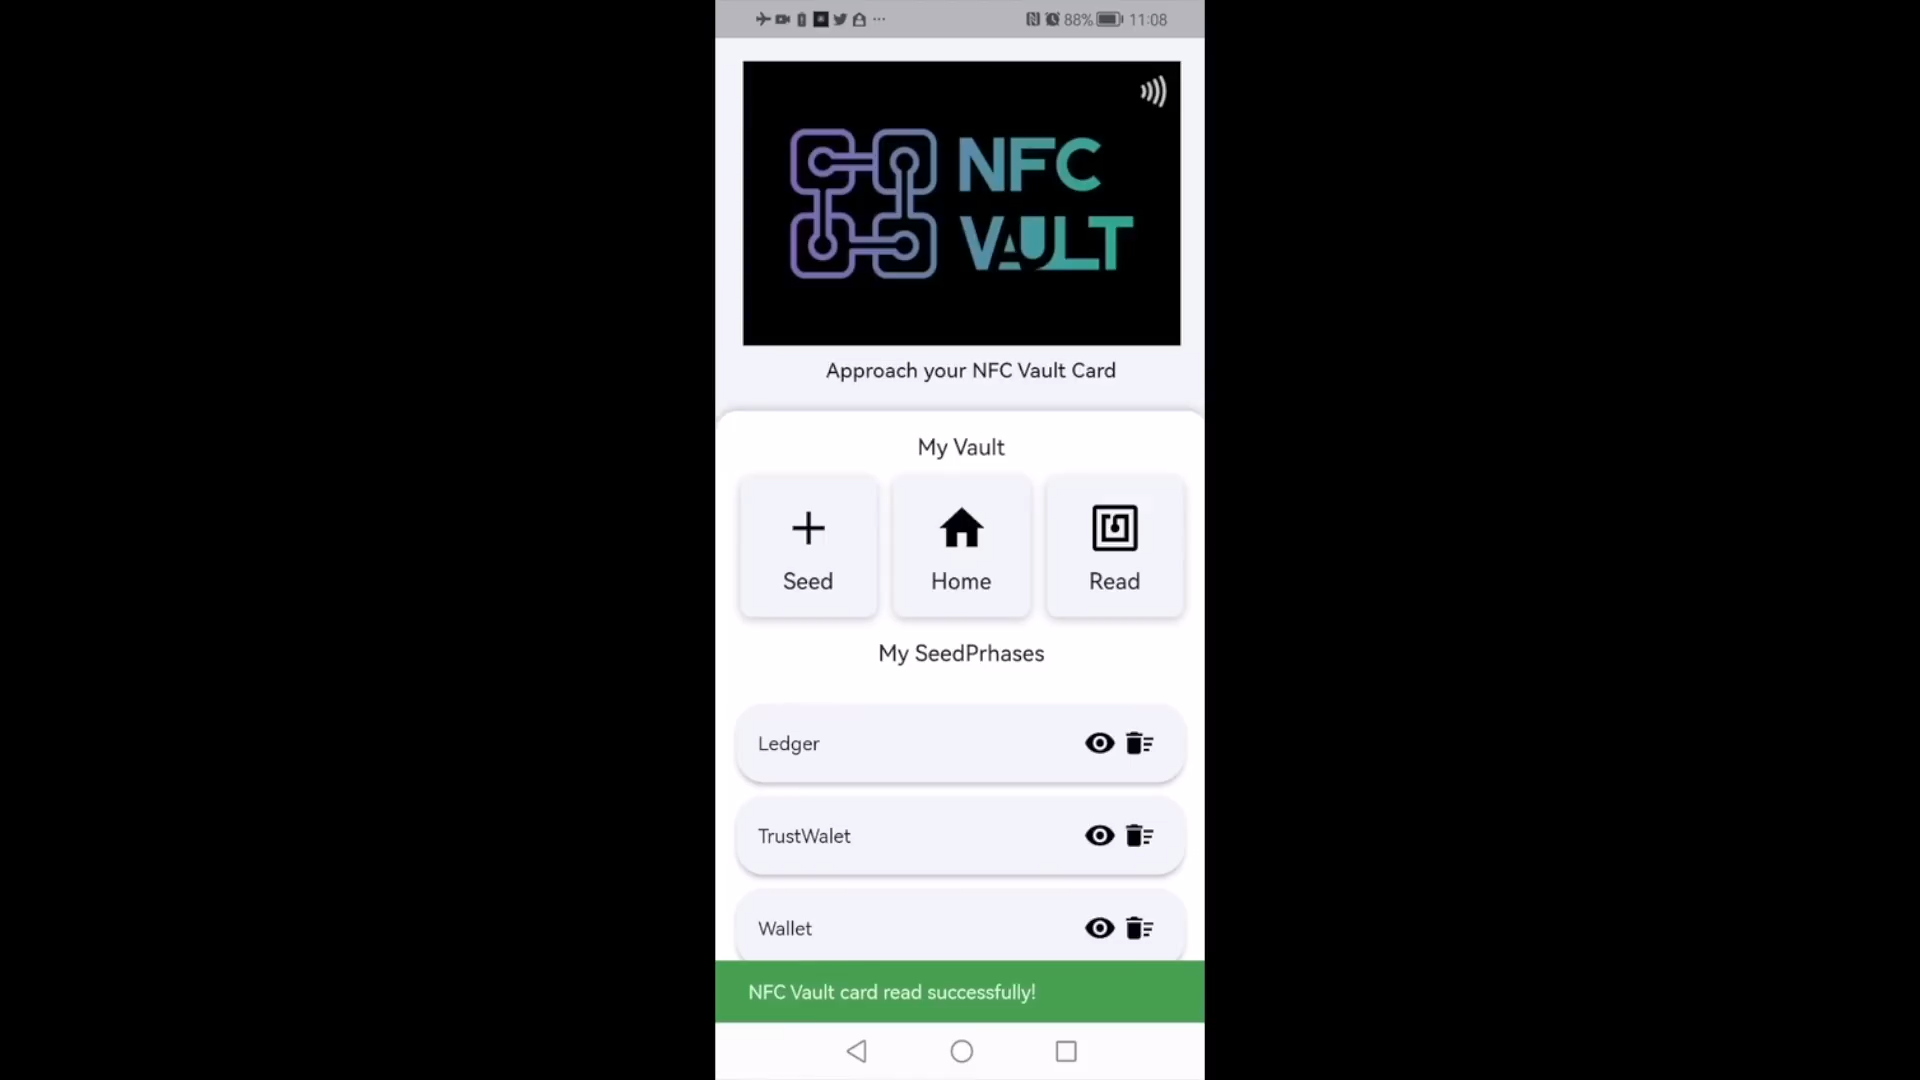 88% 11:08
NFC
VAULT
Approach your NFC Vault Card
My Vault
Seed Home Read
My SeedPrhases
Ledger
TrustWalet
Wallet
NFC Vault card read successfully!